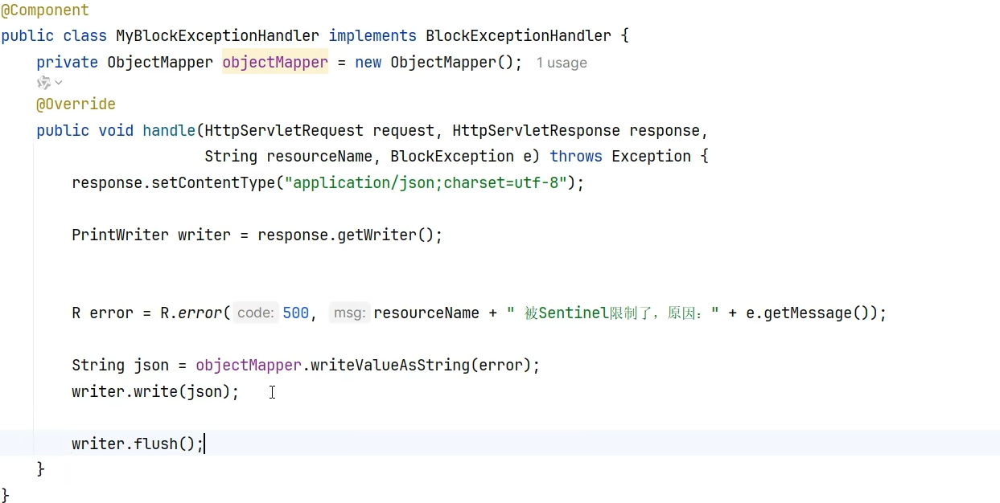 @Component
public class MyBlockExceptionHandler implements BlockExceptionHandler {
private ObjectMapper objectMapper = new ObjectMapper(); 1 usage
@Override
public void handle(HttpServletRequest request, HttpServletResponse response,
String resourceName, BlockException e) throws Exception {
response.setContentType("application/json;charset=utf-8");
PrintWriter writer = response.getWriter();
R error = R.error( code: 500, msg: resourceName + " 被Sentinel限制了，原因：" + e.getMessage());
String json = objectMapper.writeValueAsString(error);
writer.write(json);
writer.flush();
}
}